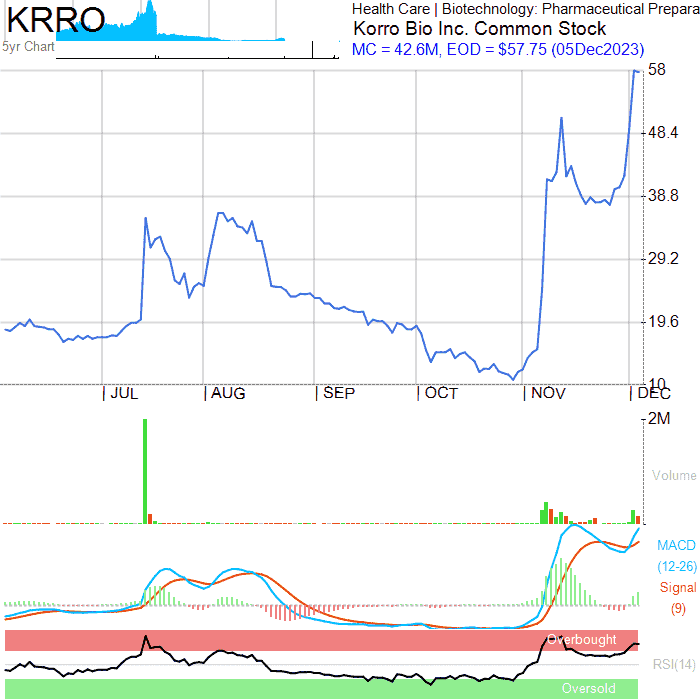 KRRO
5yr Chart
Health Care | Biotechnology: Pharmaceutical Prepara
Korro Bio Inc. Common Stock
MC = 42.6M, EOD = $57.75 (05Dec2023)
58
48.4
38.8
29.2
19.6
10
| JUL | AUG | SEP | OCT | NOV | DEC
2M
Volume
MACD
(12-26)
Signal
(9)
Overbought
RSI(14)
Oversold